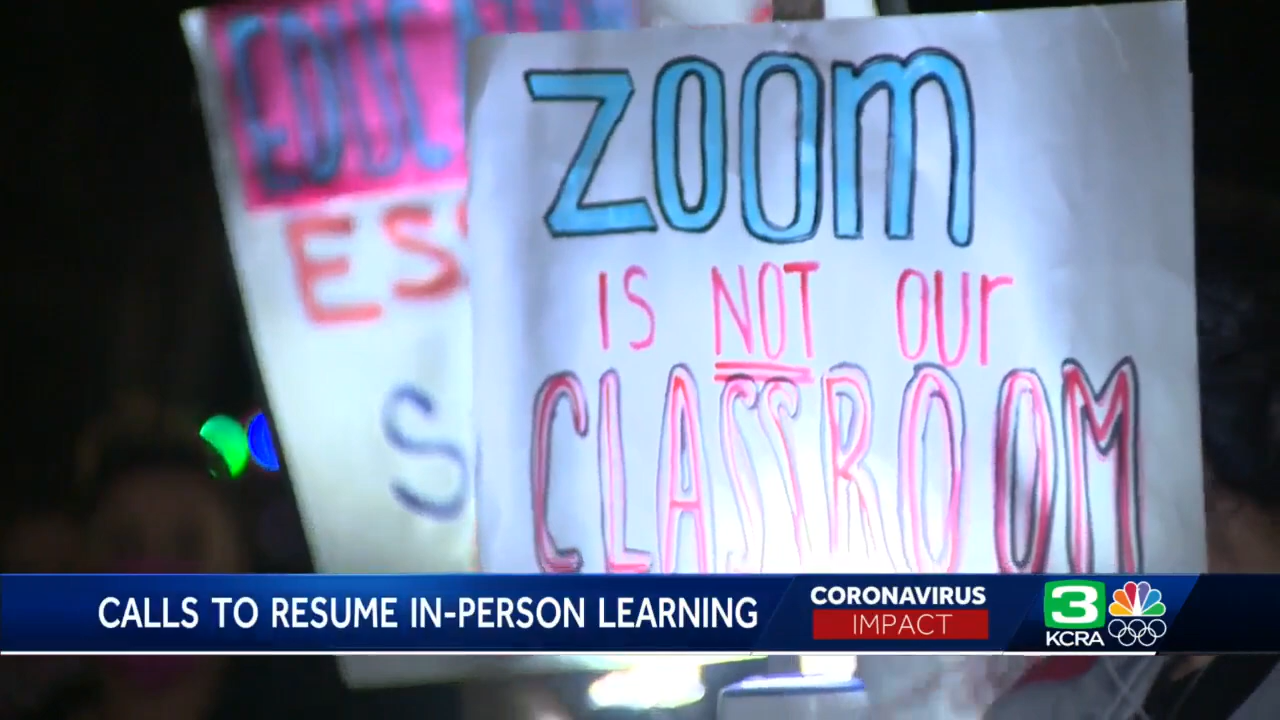 ZOOM
IS NOT OUr
CLASSROOM
CALLS TO RESUME IN-PERSON LEARNING
CORONAVIRUS
IMPACT
3
KCRA